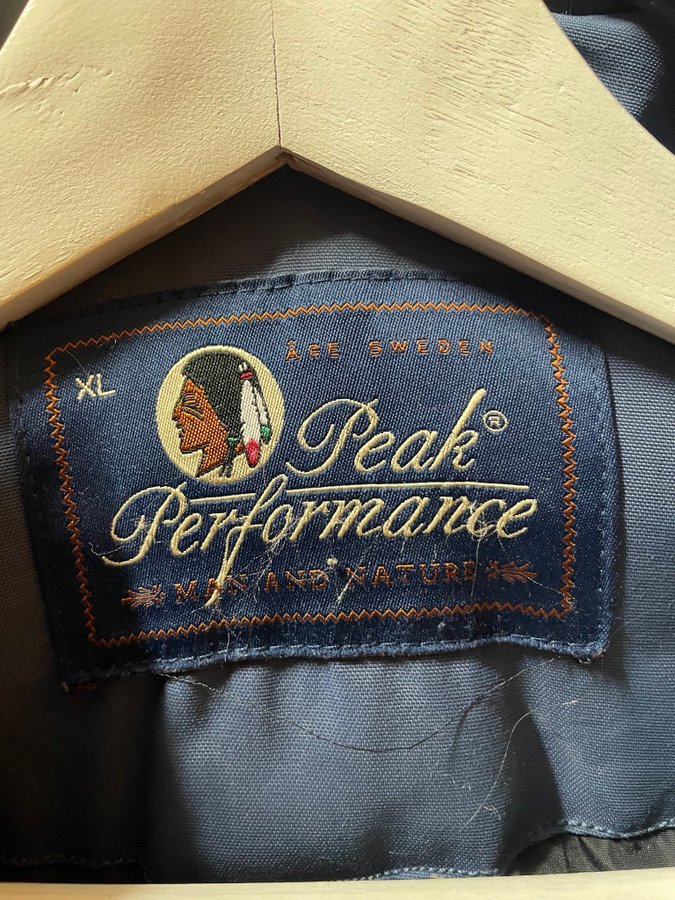 ÅRE SWEDEN
XL
Peak®
Performance
MAN AND NATURE